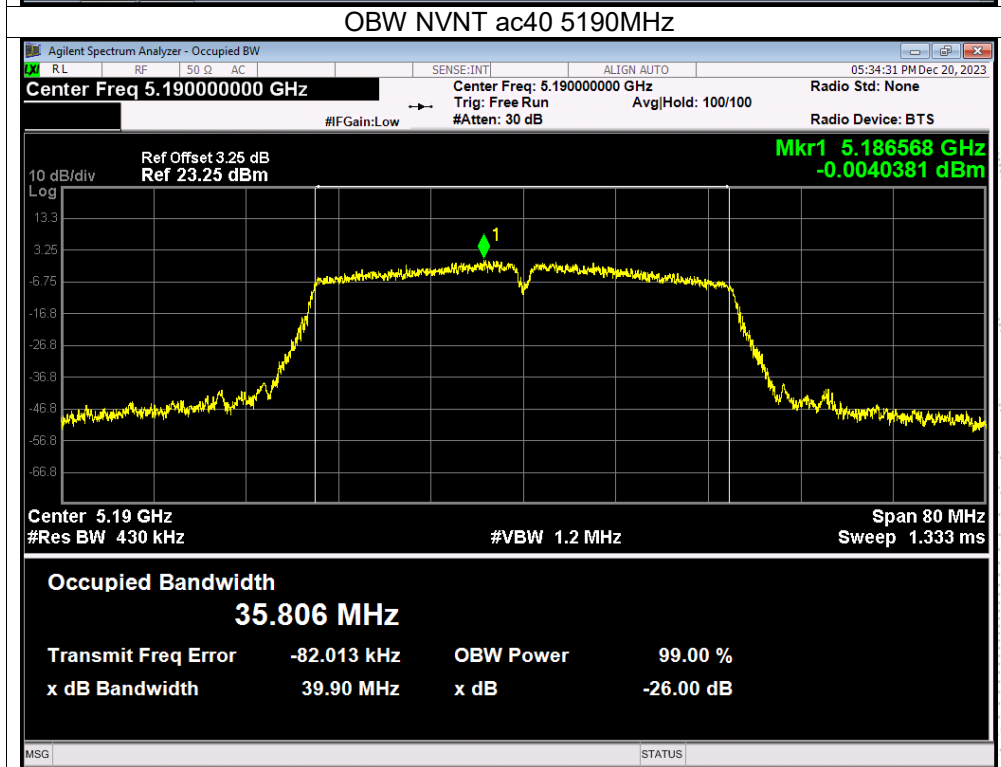 OBW NVNT ac40 5190MHz
Agilent Spectrum Analyzer - Occupied BW
LXI RL RF 50 Ω AC SENSE:INT ALIGN AUTO 05:34:31 PM Dec 20, 2023
Center Freq 5.190000000 GHz Center Freq: 5.190000000 GHz Radio Std: None
Trig: Free Run Avg|Hold: 100/100
#IFGain:Low #Atten: 30 dB Radio Device: BTS
Mkr1 5.186568 GHz
-0.0040381 dBm
Ref Offset 3.25 dB
10 dB/div Ref 23.25 dBm
Log
13.3
1
3.25
-6.75
-16.8
-26.8
-36.8
-46.8
-56.8
-66.8
Center 5.19 GHz Span 80 MHz
#Res BW 430 kHz #VBW 1.2 MHz Sweep 1.333 ms
Occupied Bandwidth
35.806 MHz
Transmit Freq Error -82.013 kHz OBW Power 99.00 %
x dB Bandwidth 39.90 MHz x dB -26.00 dB
MSG STATUS